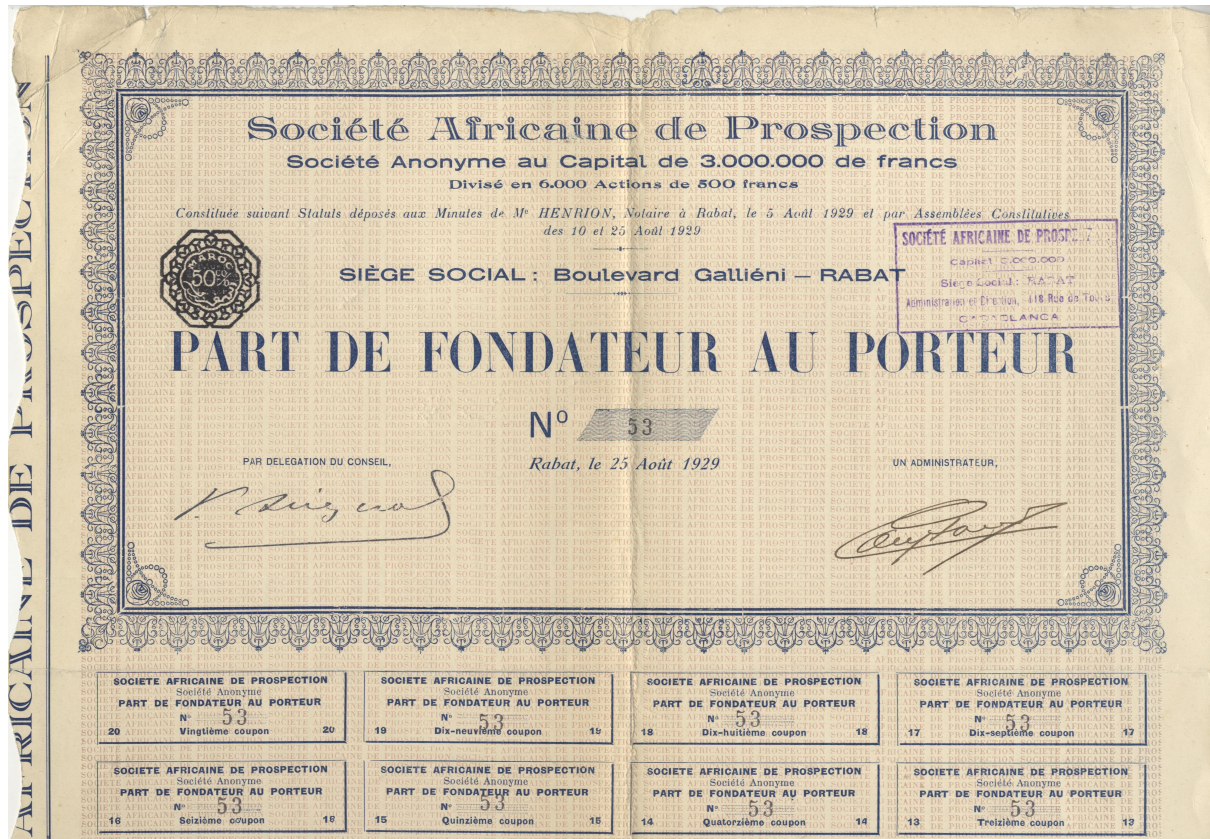 Société Africaine de Prospection
Société Anonyme au Capital de 3.000.000 de francs
Divisé en 6.000 Actions de 500 francs
Constituée suivant Statuts déposés aux Minutes de Mᵉ HENRION, Notaire à Rabat, le 5 Août 1929 et par Assemblées Constitutives
des 10 et 25 Août 1929
MAROC
50
SOCIÉTÉ AFRICAINE DE
Capital 3.000.000
Siège Social: RABAT
Administration et Direction, 118 Rue de
CASABLANCA
SIÈGE SOCIAL : Boulevard Galliéni — RABAT
PART DE FONDATEUR AU PORTEUR
Nº 53
Rabat, le 25 Août 1929
PAR DELEGATION DU CONSEIL,
UN ADMINISTRATEUR,
AFRICAINE DE PROSPECTION
SOCIETE AFRICAINE DE PROSPECTION
Société Anonyme
PART DE FONDATEUR AU PORTEUR
Nº 53
20 Vingtième coupon 20
SOCIETE AFRICAINE DE PROSPECTION
Société Anonyme
PART DE FONDATEUR AU PORTEUR
Nº 53
19 Dix-neuvième coupon 19
SOCIETE AFRICAINE DE PROSPECTION
Société Anonyme
PART DE FONDATEUR AU PORTEUR
Nº 53
18 Dix-huitième coupon 18
SOCIETE AFRICAINE DE PROSPECTION
Société Anonyme
PART DE FONDATEUR AU PORTEUR
Nº 53
17 Dix-septième coupon 17
SOCIETE AFRICAINE DE PROSPECTION
Société Anonyme
PART DE FONDATEUR AU PORTEUR
Nº 53
16 Seizième coupon 16
SOCIETE AFRICAINE DE PROSPECTION
Société Anonyme
PART DE FONDATEUR AU PORTEUR
Nº 53
15 Quinzième coupon 15
SOCIETE AFRICAINE DE PROSPECTION
Société Anonyme
PART DE FONDATEUR AU PORTEUR
Nº 53
14 Quatorzième coupon 14
SOCIETE AFRICAINE DE PROSPECTION
Société Anonyme
PART DE FONDATEUR AU PORTEUR
Nº 53
13 Treizième coupon 13